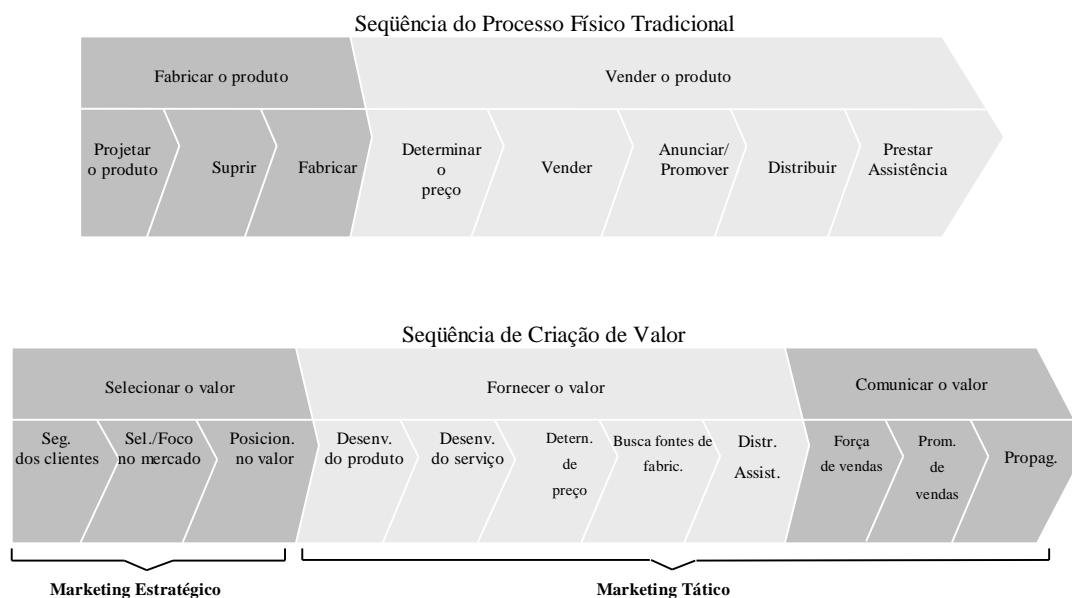 Seqüência do Processo Físico Tradicional
Fabricar o produto
Vender o produto
Projetar
o produto
Suprir
Fabricar
Determinar
o
preço
Vender
Anunciar/
Promover
Distribuir
Prestar
Assistência
Seqüência de Criação de Valor
Selecionar o valor
Fornecer o valor
Comunicar o valor
Seg.
dos clientes
Sel./Foco
no mercado
Posicion.
no valor
Desenv.
do produto
Desenv.
do serviço
Detern.
de
preço
Busca fontes de
fabric.
Distr.
Assist.
Força
de vendas
Prom.
de
vendas
Propag.
Marketing Estratégico
Marketing Tático